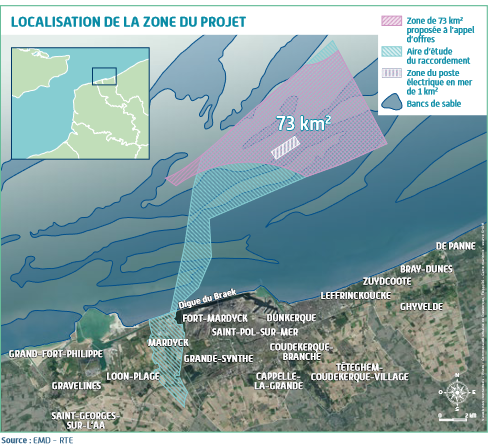 LOCALISATION DE LA ZONE DU PROJET
Zone de 73 km²
proposée à l'appel
d'offres
Aire d'étude
du raccordement
Zone du poste
électrique en mer
de 1 km²
Bancs de sable
73 km²
DE PANNE
BRAY-DUNES
ZUYDCOOTE
LEFFRINCKOUCKE
GHYVELDE
Digue du Braek
FORT-MARDYCK
DUNKERQUE
SAINT-POL-SUR-MER
MARDYCK
COUDEKERQUE-
BRANCHE
GRAND-FORT-PHILIPPE
GRANDE-SYNTHE
TÉTEGHEM-
COUDEKERQUE-VILLAGE
LOON-PLAGE
CAPPELLE-
LA-GRANDE
GRAVELINES
SAINT-GEORGES-
SUR-L'AA
N
O
E
S
Source : EMD – RTE